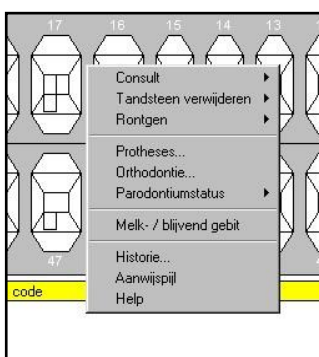 17 16 15 14 13
Consult
Tandsteen verwijderen
Rontgen
Protheses...
Orthodontie...
Parodontiumstatus
Melk- / blijvend gebit
Historie...
Aanwijspijl
Help
47
code